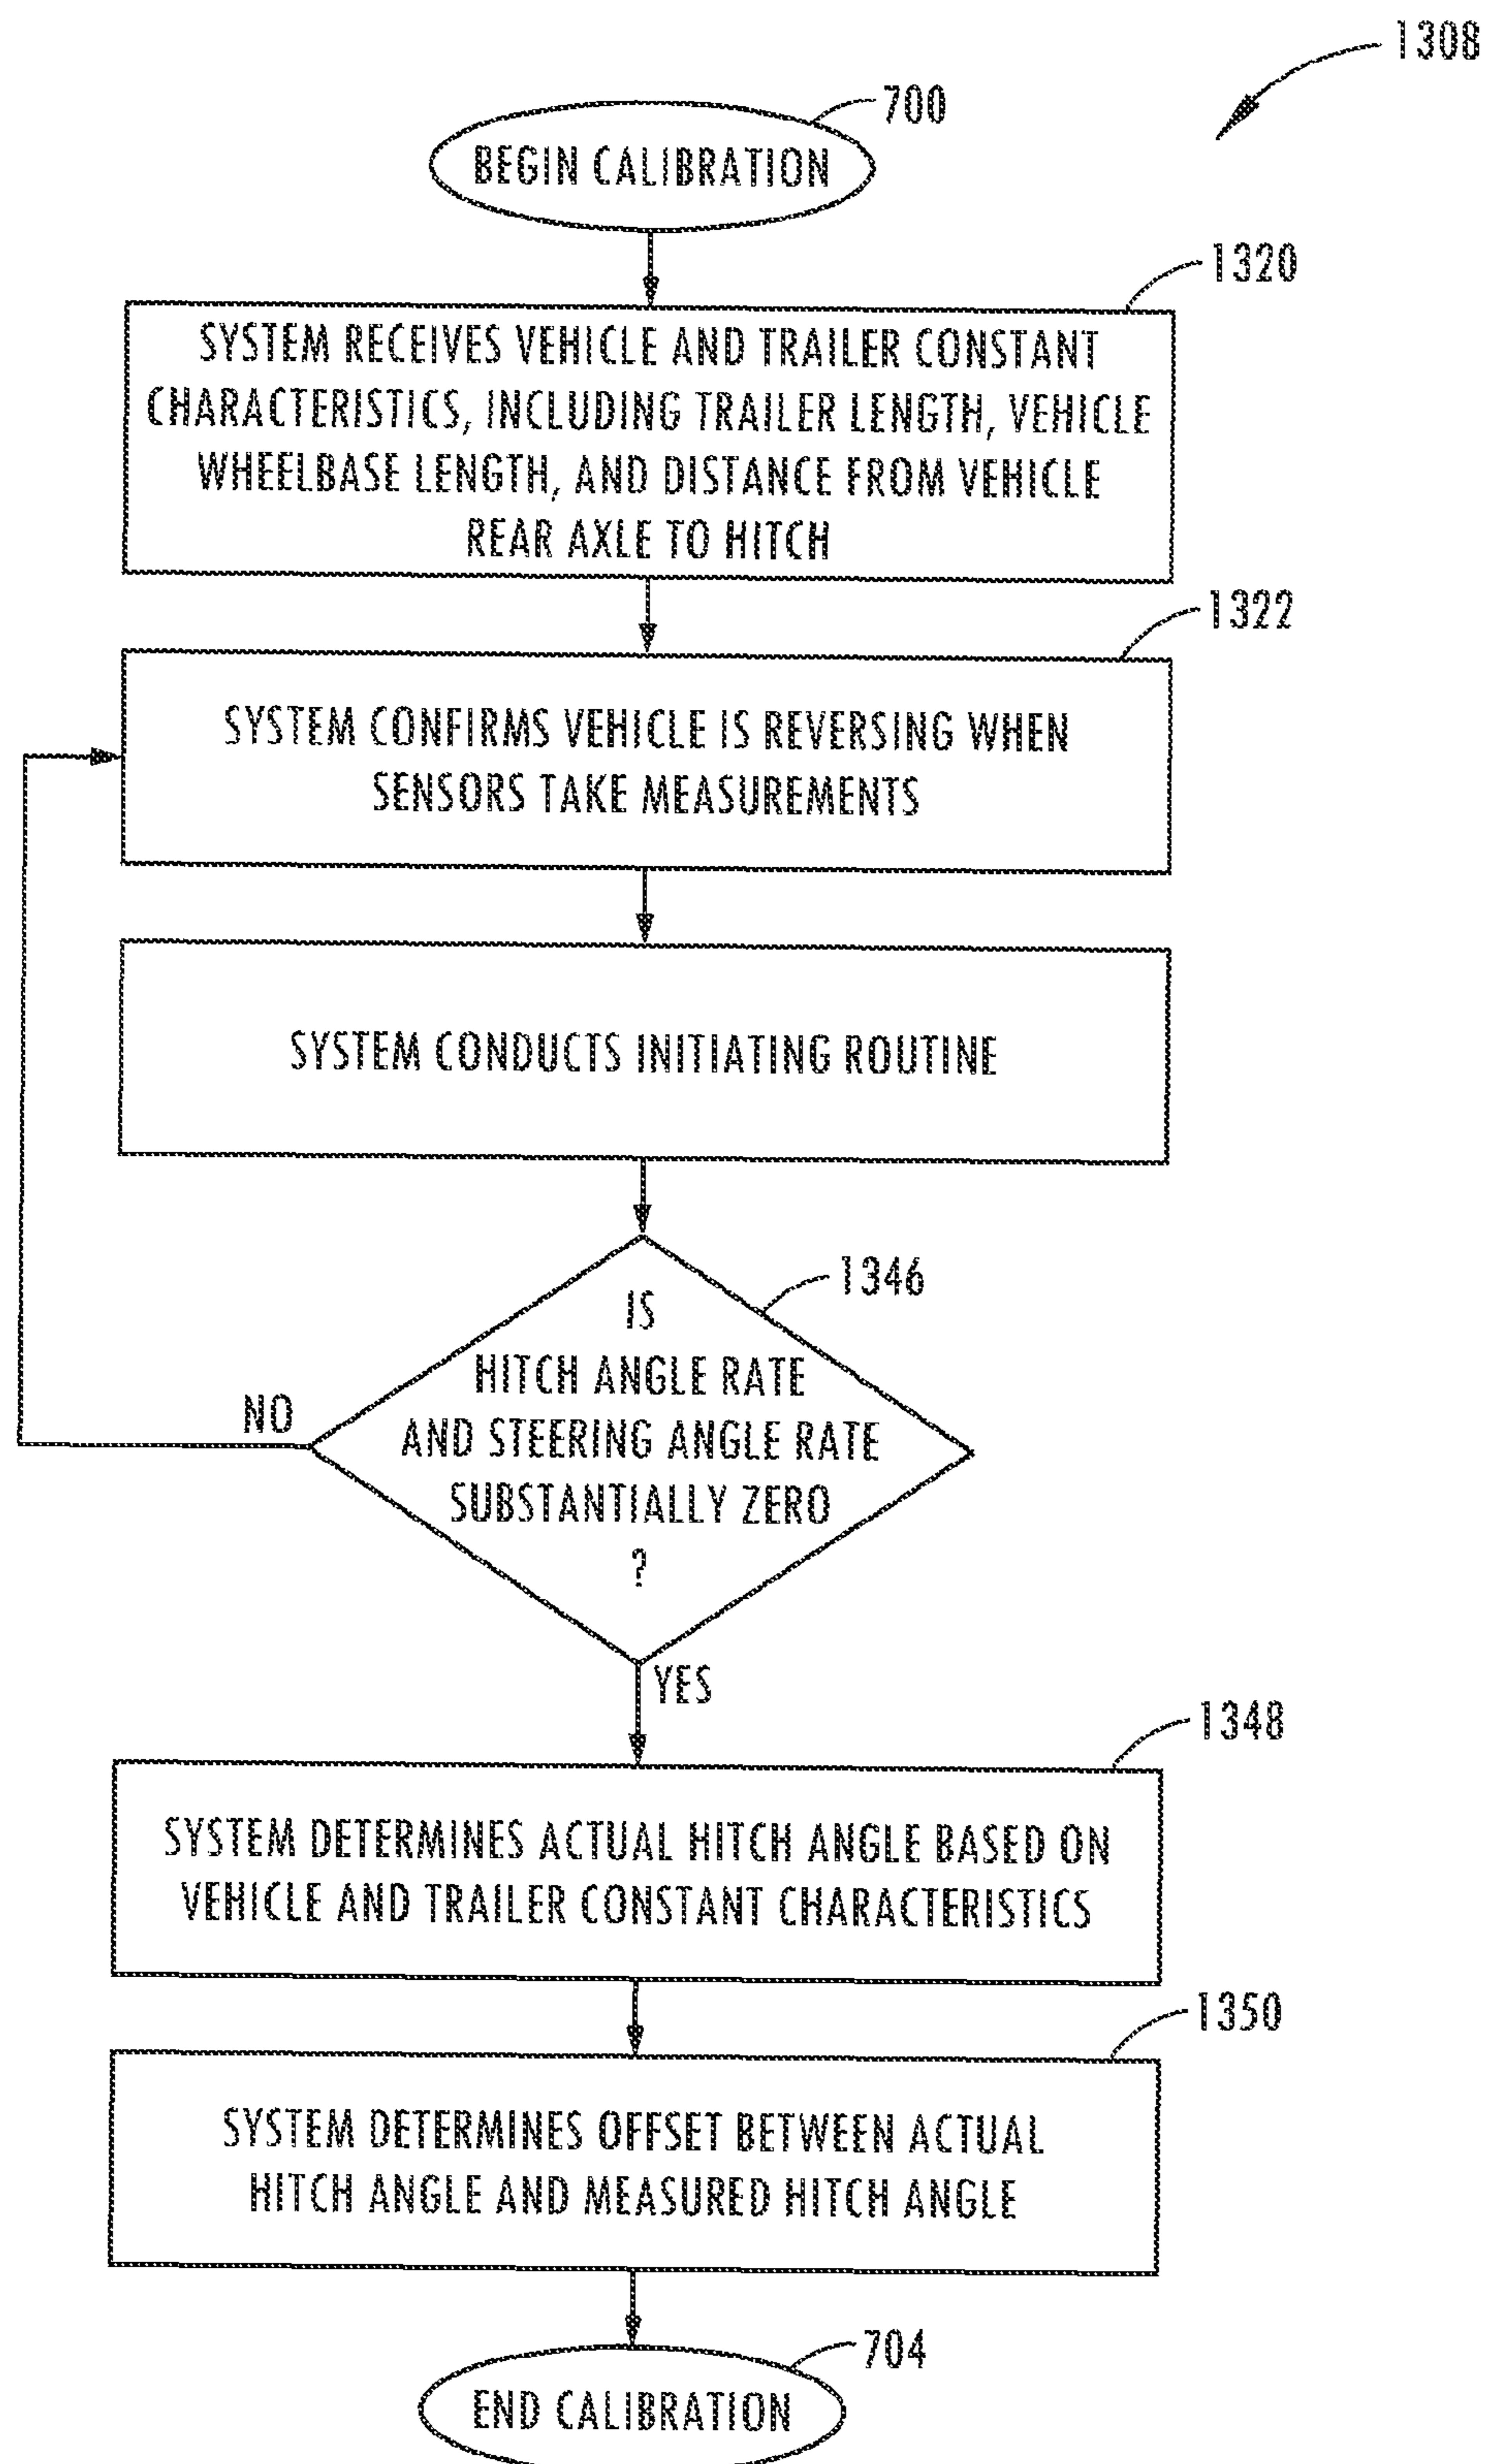 1308
700
BEGIN CALIBRATION
1320
SYSTEM RECEIVES VEHICLE AND TRAILER CONSTANT
CHARACTERISTICS, INCLUDING TRAILER LENGTH, VEHICLE
WHEELBASE LENGTH, AND DISTANCE FROM VEHICLE
REAR AXLE TO HITCH
1322
SYSTEM CONFIRMS VEHICLE IS REVERSING WHEN
SENSORS TAKE MEASUREMENTS
SYSTEM CONDUCTS INITIATING ROUTINE
1346
IS
HITCH ANGLE RATE
AND STEERING ANGLE RATE
SUBSTANTIALLY ZERO
?
NO
YES
1348
SYSTEM DETERMINES ACTUAL HITCH ANGLE BASED ON
VEHICLE AND TRAILER CONSTANT CHARACTERISTICS
1350
SYSTEM DETERMINES OFFSET BETWEEN ACTUAL
HITCH ANGLE AND MEASURED HITCH ANGLE
704
END CALIBRATION